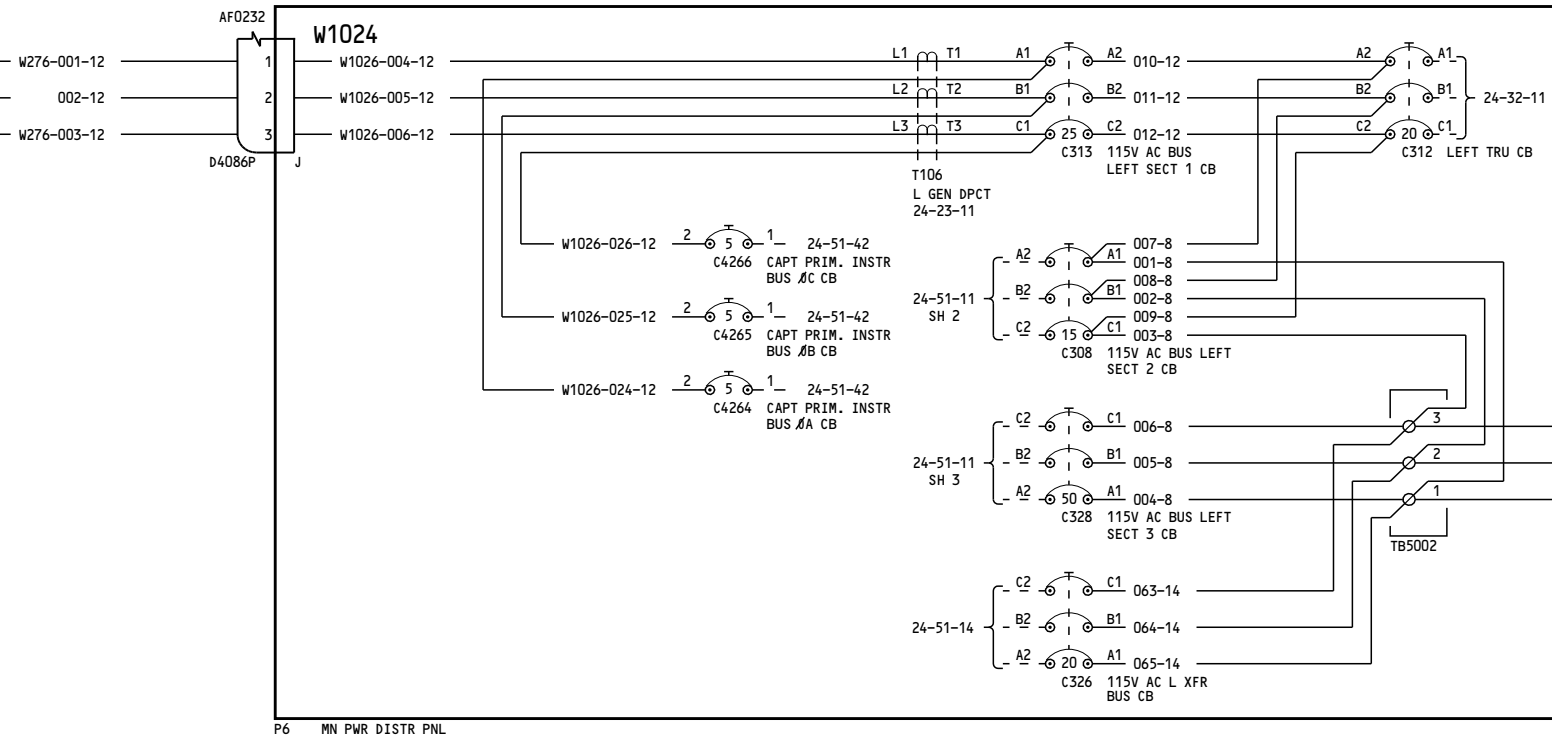 AF0232
W1024
W276-001-12 1 W1026-004-12 L1 T1 A1 A2 010-12 A2 A1
002-12 2 W1026-005-12 L2 T2 B1 B2 011-12 B2 B1 24-32-11
W276-003-12 3 W1026-006-12 L3 T3 C1 25 C2 012-12 C2 20 C1
D4086P J
C313 115V AC BUS
LEFT SECT 1 CB
C312 LEFT TRU CB
T106
L GEN DPCT
24-23-11
W1026-026-12 2 5 1 24-51-42
C4266 CAPT PRIM. INSTR
BUS ØC CB
W1026-025-12 2 5 1 24-51-42
C4265 CAPT PRIM. INSTR
BUS ØB CB
W1026-024-12 2 5 1 24-51-42
C4264 CAPT PRIM. INSTR
BUS ØA CB
007-8
A2 A1 001-8
008-8
24-51-11 B2 B1 002-8
SH 2
009-8
C2 15 C1 003-8
C308 115V AC BUS LEFT
SECT 2 CB
C2 C1 006-8 3
24-51-11 B2 B1 005-8 2
SH 3
A2 50 A1 004-8 1
C328 115V AC BUS LEFT
SECT 3 CB
TB5002
C2 C1 063-14
24-51-14 B2 B1 064-14
A2 20 A1 065-14
C326 115V AC L XFR
BUS CB
P6 MN PWR DISTR PNL